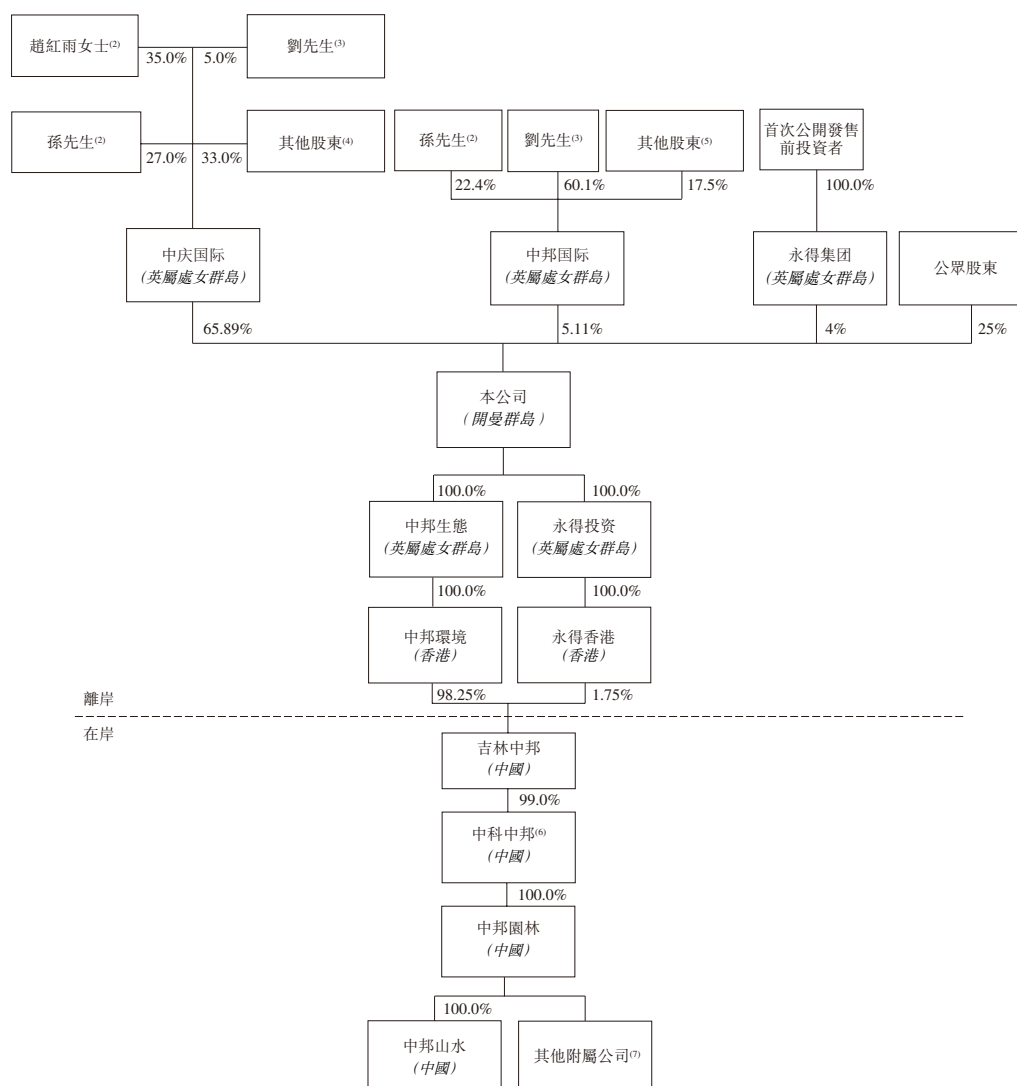 趙紅雨女士(2)
35.0%
5.0%
劉先生(3)
孫先生(2)
27.0%
33.0%
其他股東(4)
孫先生(2)
劉先生(3)
其他股東(5)
首次公開發售
前投資者
22.4%
60.1%
17.5%
100.0%
中庆国际
(英屬處女群島)
中邦国际
(英屬處女群島)
永得集团
(英屬處女群島)
公眾股東
65.89%
5.11%
4%
25%
本公司
(開曼群島)
100.0%
100.0%
中邦生態
(英屬處女群島)
永得投资
(英屬處女群島)
100.0%
100.0%
中邦環境
(香港)
永得香港
(香港)
98.25%
1.75%
離岸
在岸
吉林中邦
(中國)
99.0%
中科中邦(6)
(中國)
100.0%
中邦園林
(中國)
100.0%
中邦山水
(中國)
其他附屬公司(7)